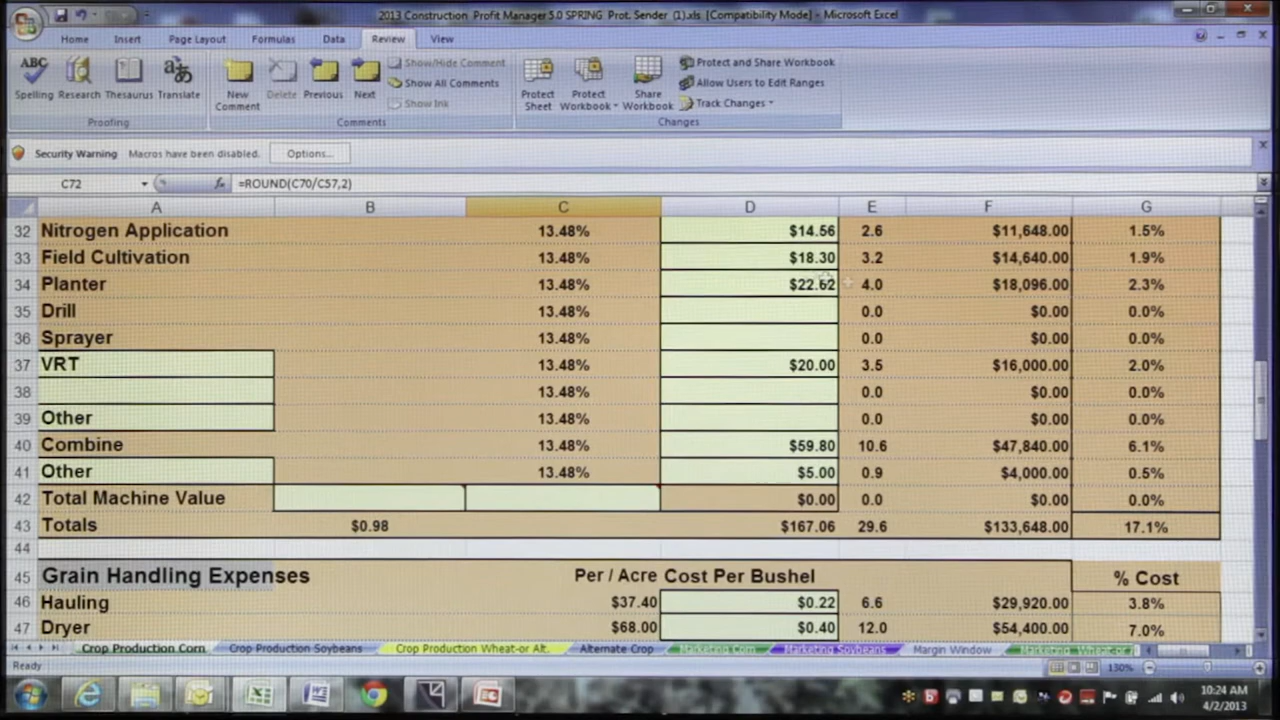 2013 Construction Profit Manager 5.0 SPRING Prot. Sender (1).xls [Compatibility Mode] - Microsoft Excel
Home Insert Page Layout Formulas Data Review View
ABC Spelling Research Thesaurus Translate New Comment Delete Previous Next Show/Hide Comment Show All Comments Show Ink Protect Sheet Protect Workbook Share Workbook Protect and Share Workbook Allow Users to Edit Ranges Track Changes
Proofing Comments Changes
Security Warning Macros have been disabled. Options...
C72 fx =ROUND(C70/C57,2)
A B C D E F G
32 Nitrogen Application 13.48% $14.56 2.6 $11,648.00 1.5%
33 Field Cultivation 13.48% $18.30 3.2 $14,640.00 1.9%
34 Planter 13.48% $22.62 4.0 $18,096.00 2.3%
35 Drill 13.48% 0.0 $0.00 0.0%
36 Sprayer 13.48% 0.0 $0.00 0.0%
37 VRT 13.48% $20.00 3.5 $16,000.00 2.0%
38 13.48% 0.0 $0.00 0.0%
39 Other 13.48% 0.0 $0.00 0.0%
40 Combine 13.48% $59.80 10.6 $47,840.00 6.1%
41 Other 13.48% $5.00 0.9 $4,000.00 0.5%
42 Total Machine Value $0.00 0.0 $0.00 0.0%
43 Totals $0.98 $167.06 29.6 $133,648.00 17.1%
44
45 Grain Handling Expenses Per / Acre Cost Per Bushel % Cost
46 Hauling $37.40 $0.22 6.6 $29,920.00 3.8%
47 Dryer $68.00 $0.40 12.0 $54,400.00 7.0%
Crop Production Corn Crop Production Soybeans Crop Production Wheat-or Alt. Alternate Crop Marketing Corn Marketing Soybeans Margin Window Marketing Wheat-or
Ready 130%
10:24 AM
4/2/2013